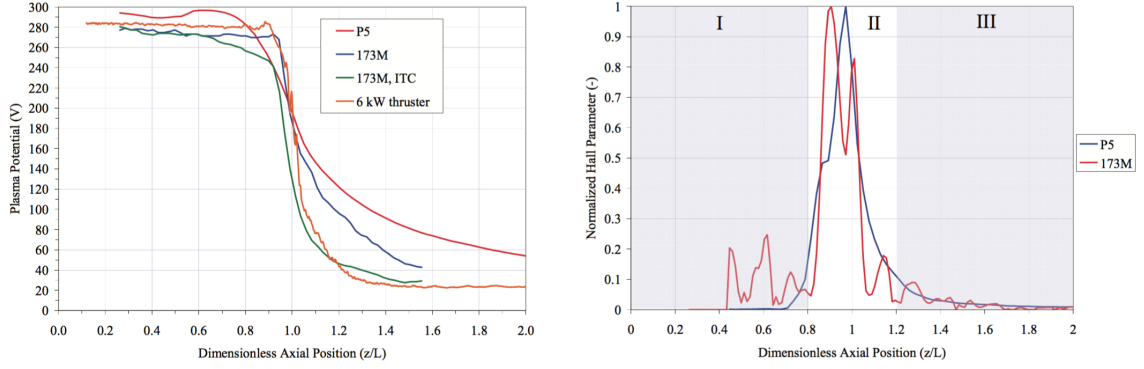 300
280
260
240
220
200
180
160
140
120
100
80
60
40
20
0
Plasma Potential (V)
0.0 0.2 0.4 0.6 0.8 1.0 1.2 1.4 1.6 1.8 2.0
Dimensionless Axial Position (z/L)
P5
173M
173M, ITC
6 kW thruster
1
0.9
0.8
0.7
0.6
0.5
0.4
0.3
0.2
0.1
0
Normalized Hall Parameter (-)
I II III
0 0.2 0.4 0.6 0.8 1 1.2 1.4 1.6 1.8 2
Dimensionless Axial Position (z/L)
P5
173M